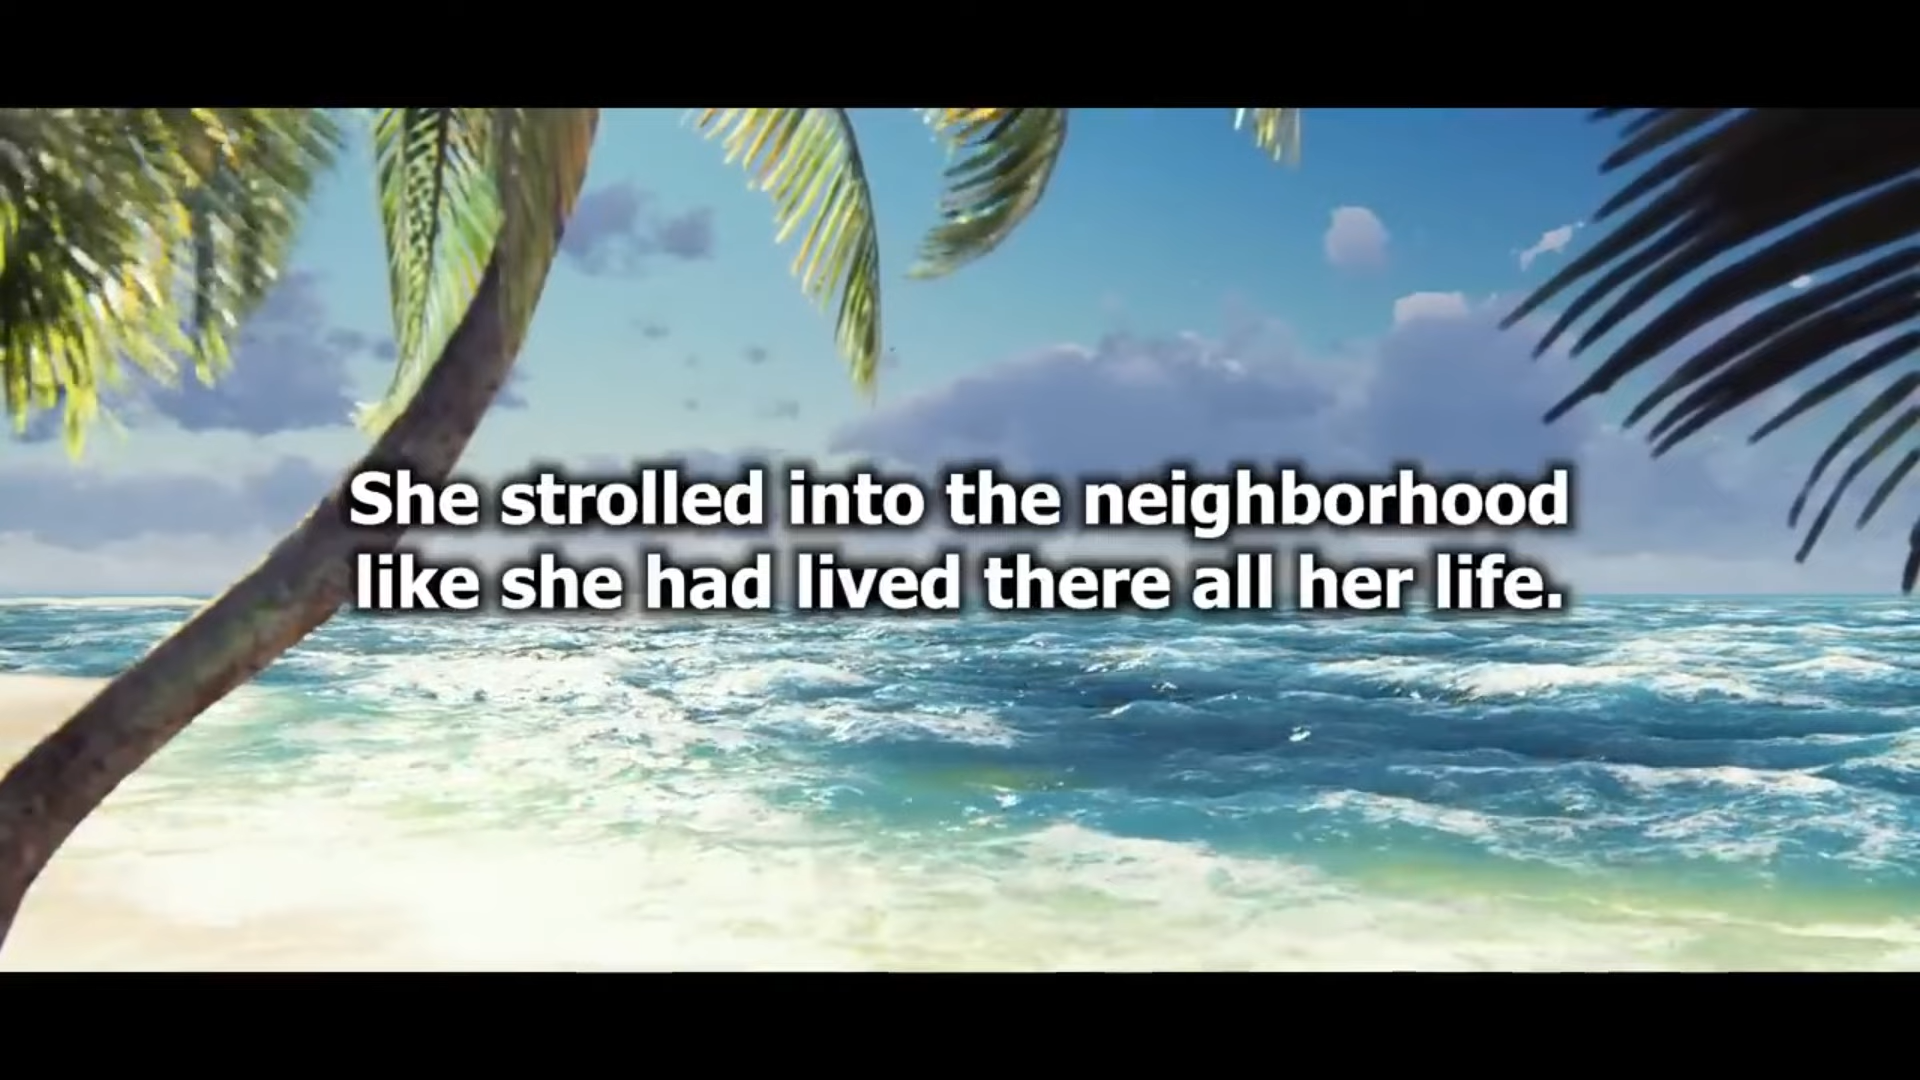 She strolled into the neighborhood
like she had lived there all her life.